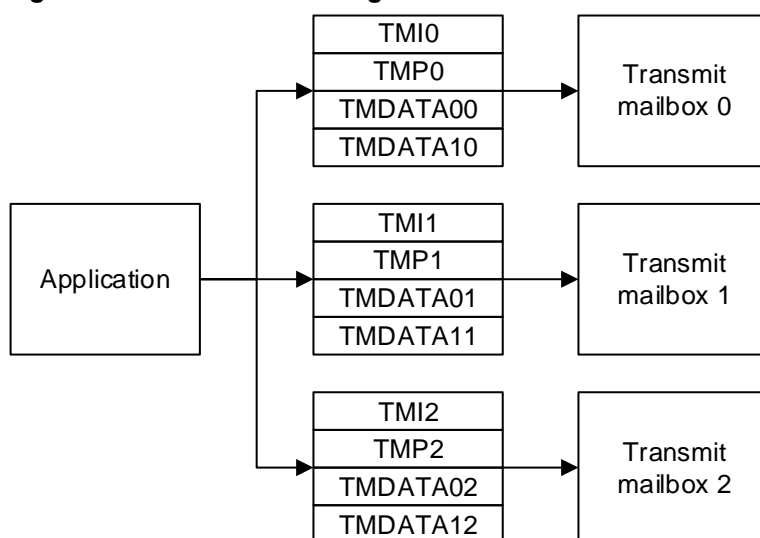 TMI0
TMP0
TMDATA00
TMDATA10
Transmit
mailbox 0
Application
TMI1
TMP1
TMDATA01
TMDATA11
Transmit
mailbox 1
TMI2
TMP2
TMDATA02
TMDATA12
Transmit
mailbox 2